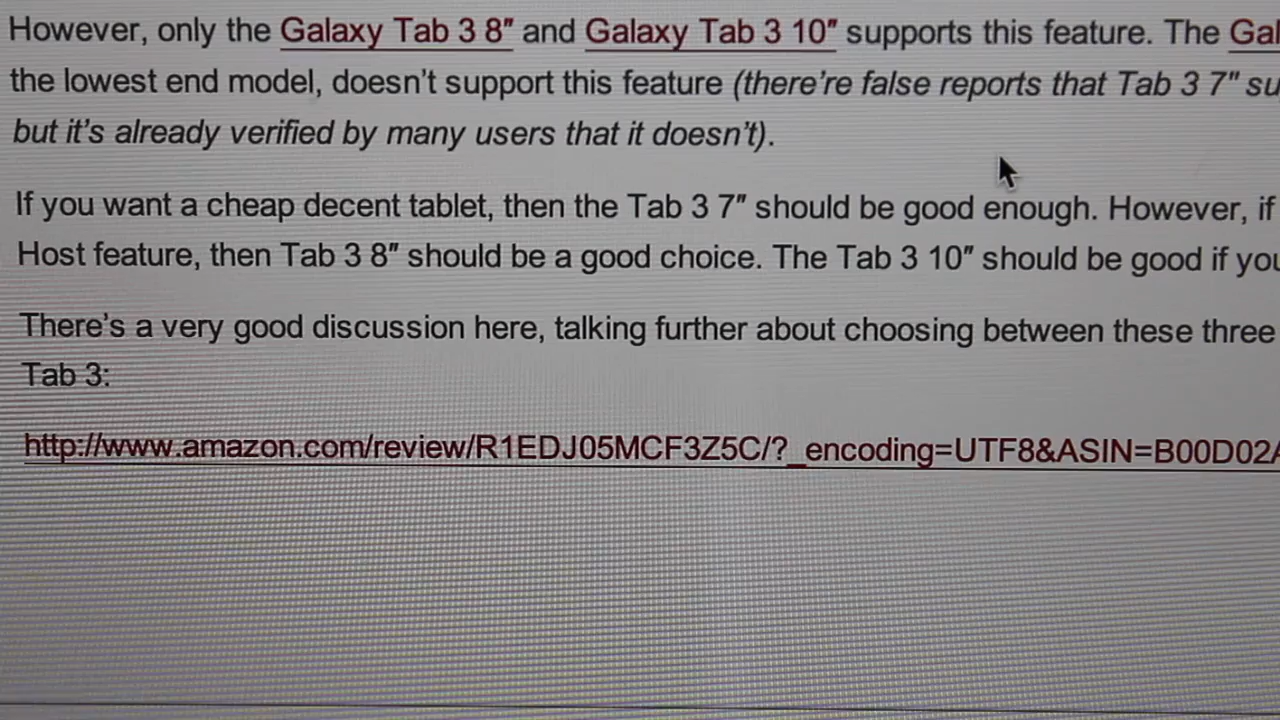 However, only the Galaxy Tab 3 8″ and Galaxy Tab 3 10″ supports this feature. The
the lowest end model, doesn’t support this feature (there’re false reports that Tab 3 7″
but it’s already verified by many users that it doesn’t).
If you want a cheap decent tablet, then the Tab 3 7″ should be good enough. However, if
Host feature, then Tab 3 8″ should be a good choice. The Tab 3 10″ should be good if you
There’s a very good discussion here, talking further about choosing between these three
Tab 3:
http://www.amazon.com/review/R1EDJ05MCF3Z5C/?_encoding=UTF8&ASIN=B00D02A